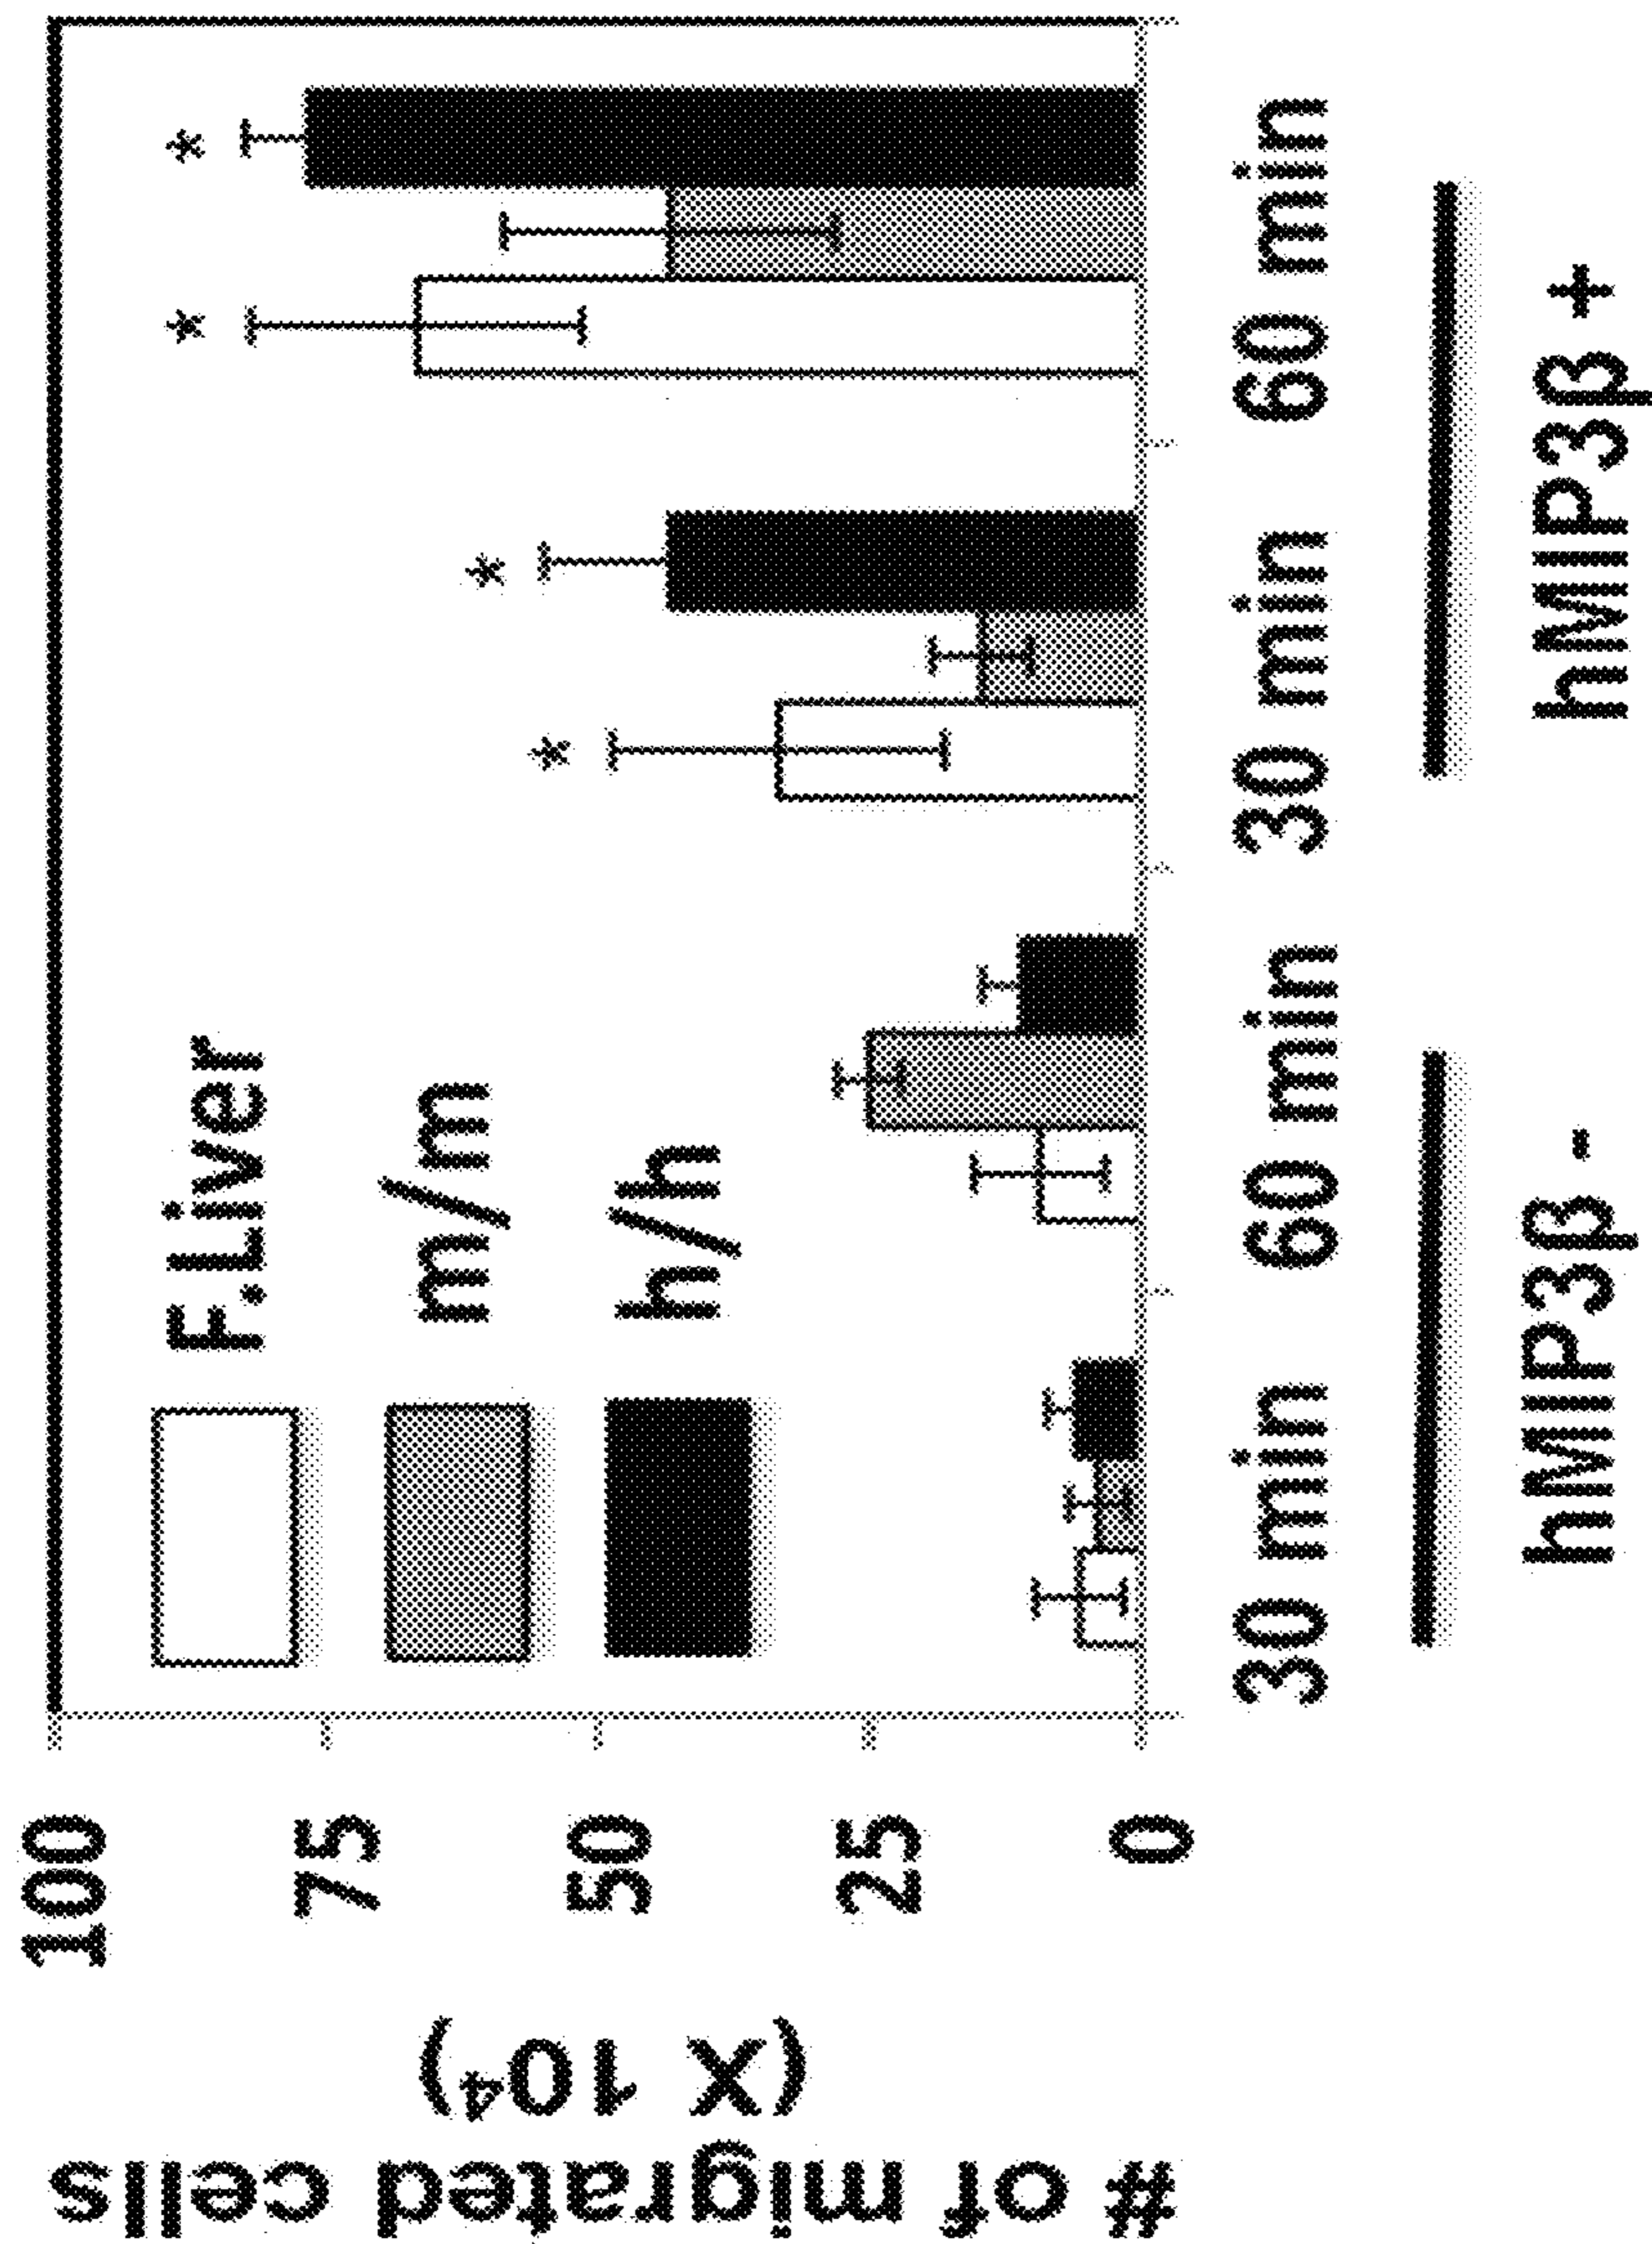 # of migrated cells
(X 10⁴)
100
75
50
25
0
F.Liver
m/m
h/h
*
*
*
*
30 min
60 min
30 min
60 min
hMIP3β -
hMIP3β +